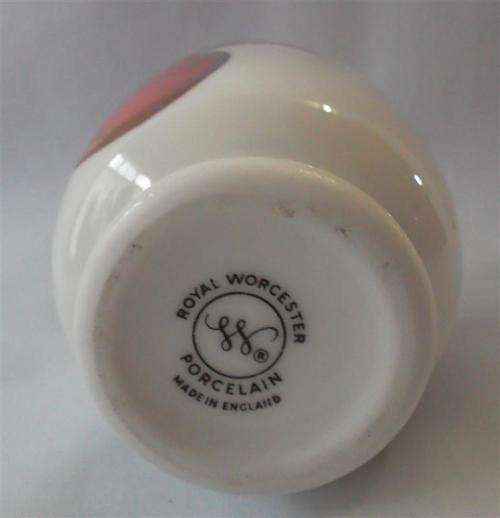 ROYAL WORCESTER
W ®
PORCELAIN
MADE IN ENGLAND